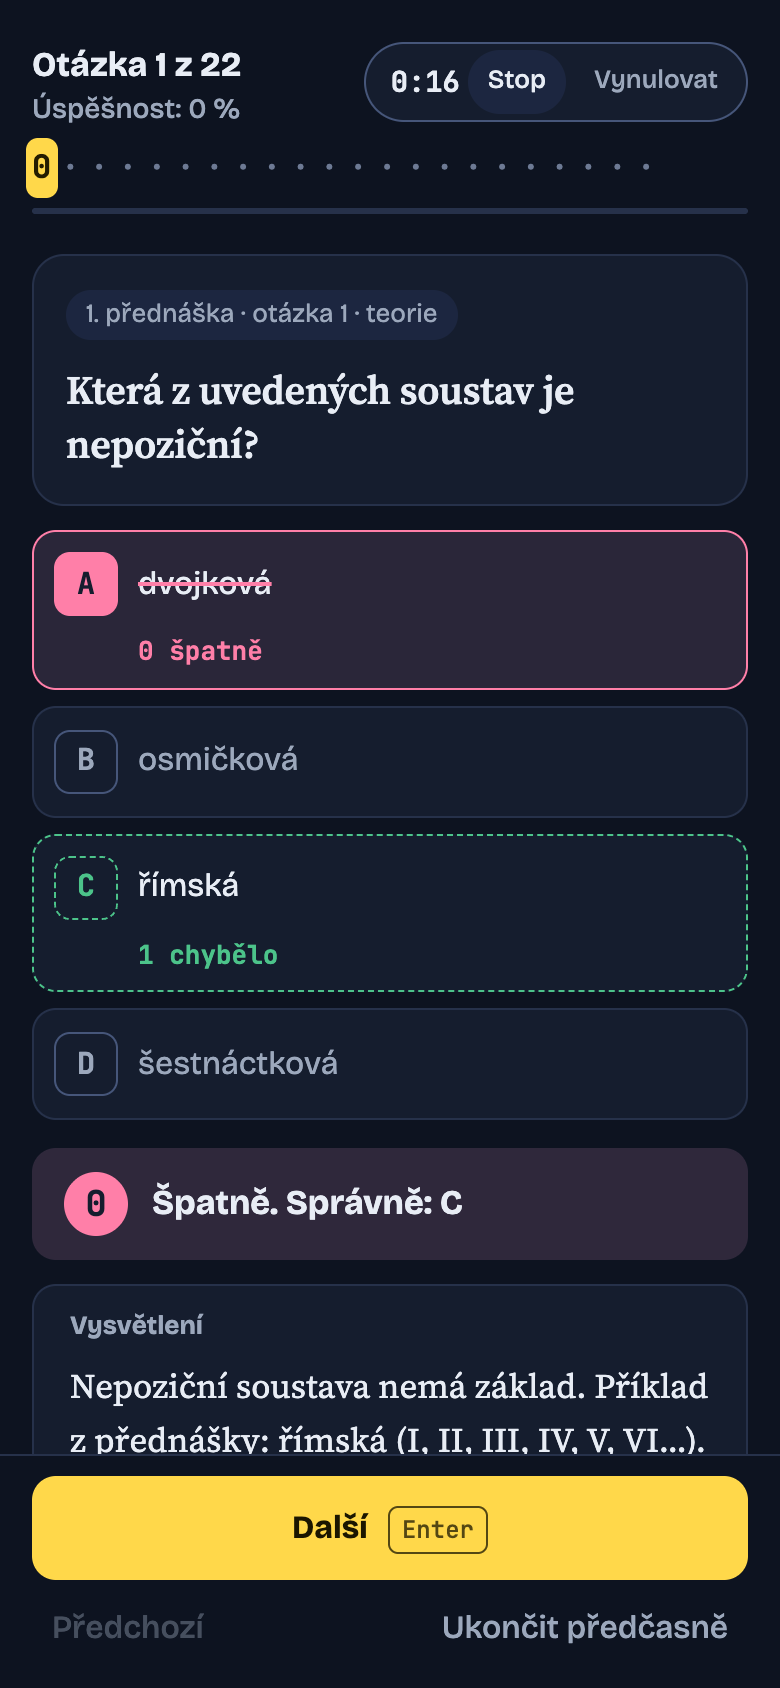 Otázka 1 z 22
Úspěšnost: 0 %
0:16 Stop Vynulovat
0
1. přednáška · otázka 1 · teorie
Která z uvedených soustav je
nepoziční?
A dvojková
0 špatně
B osmičková
C římská
1 chybělo
D šestnáctková
0 Špatně. Správně: C
Vysvětlení
Nepoziční soustava nemá základ. Příklad
z přednášky: římská (I, II, III, IV, V, VI…).
Další Enter
Předchozí Ukončit předčasně